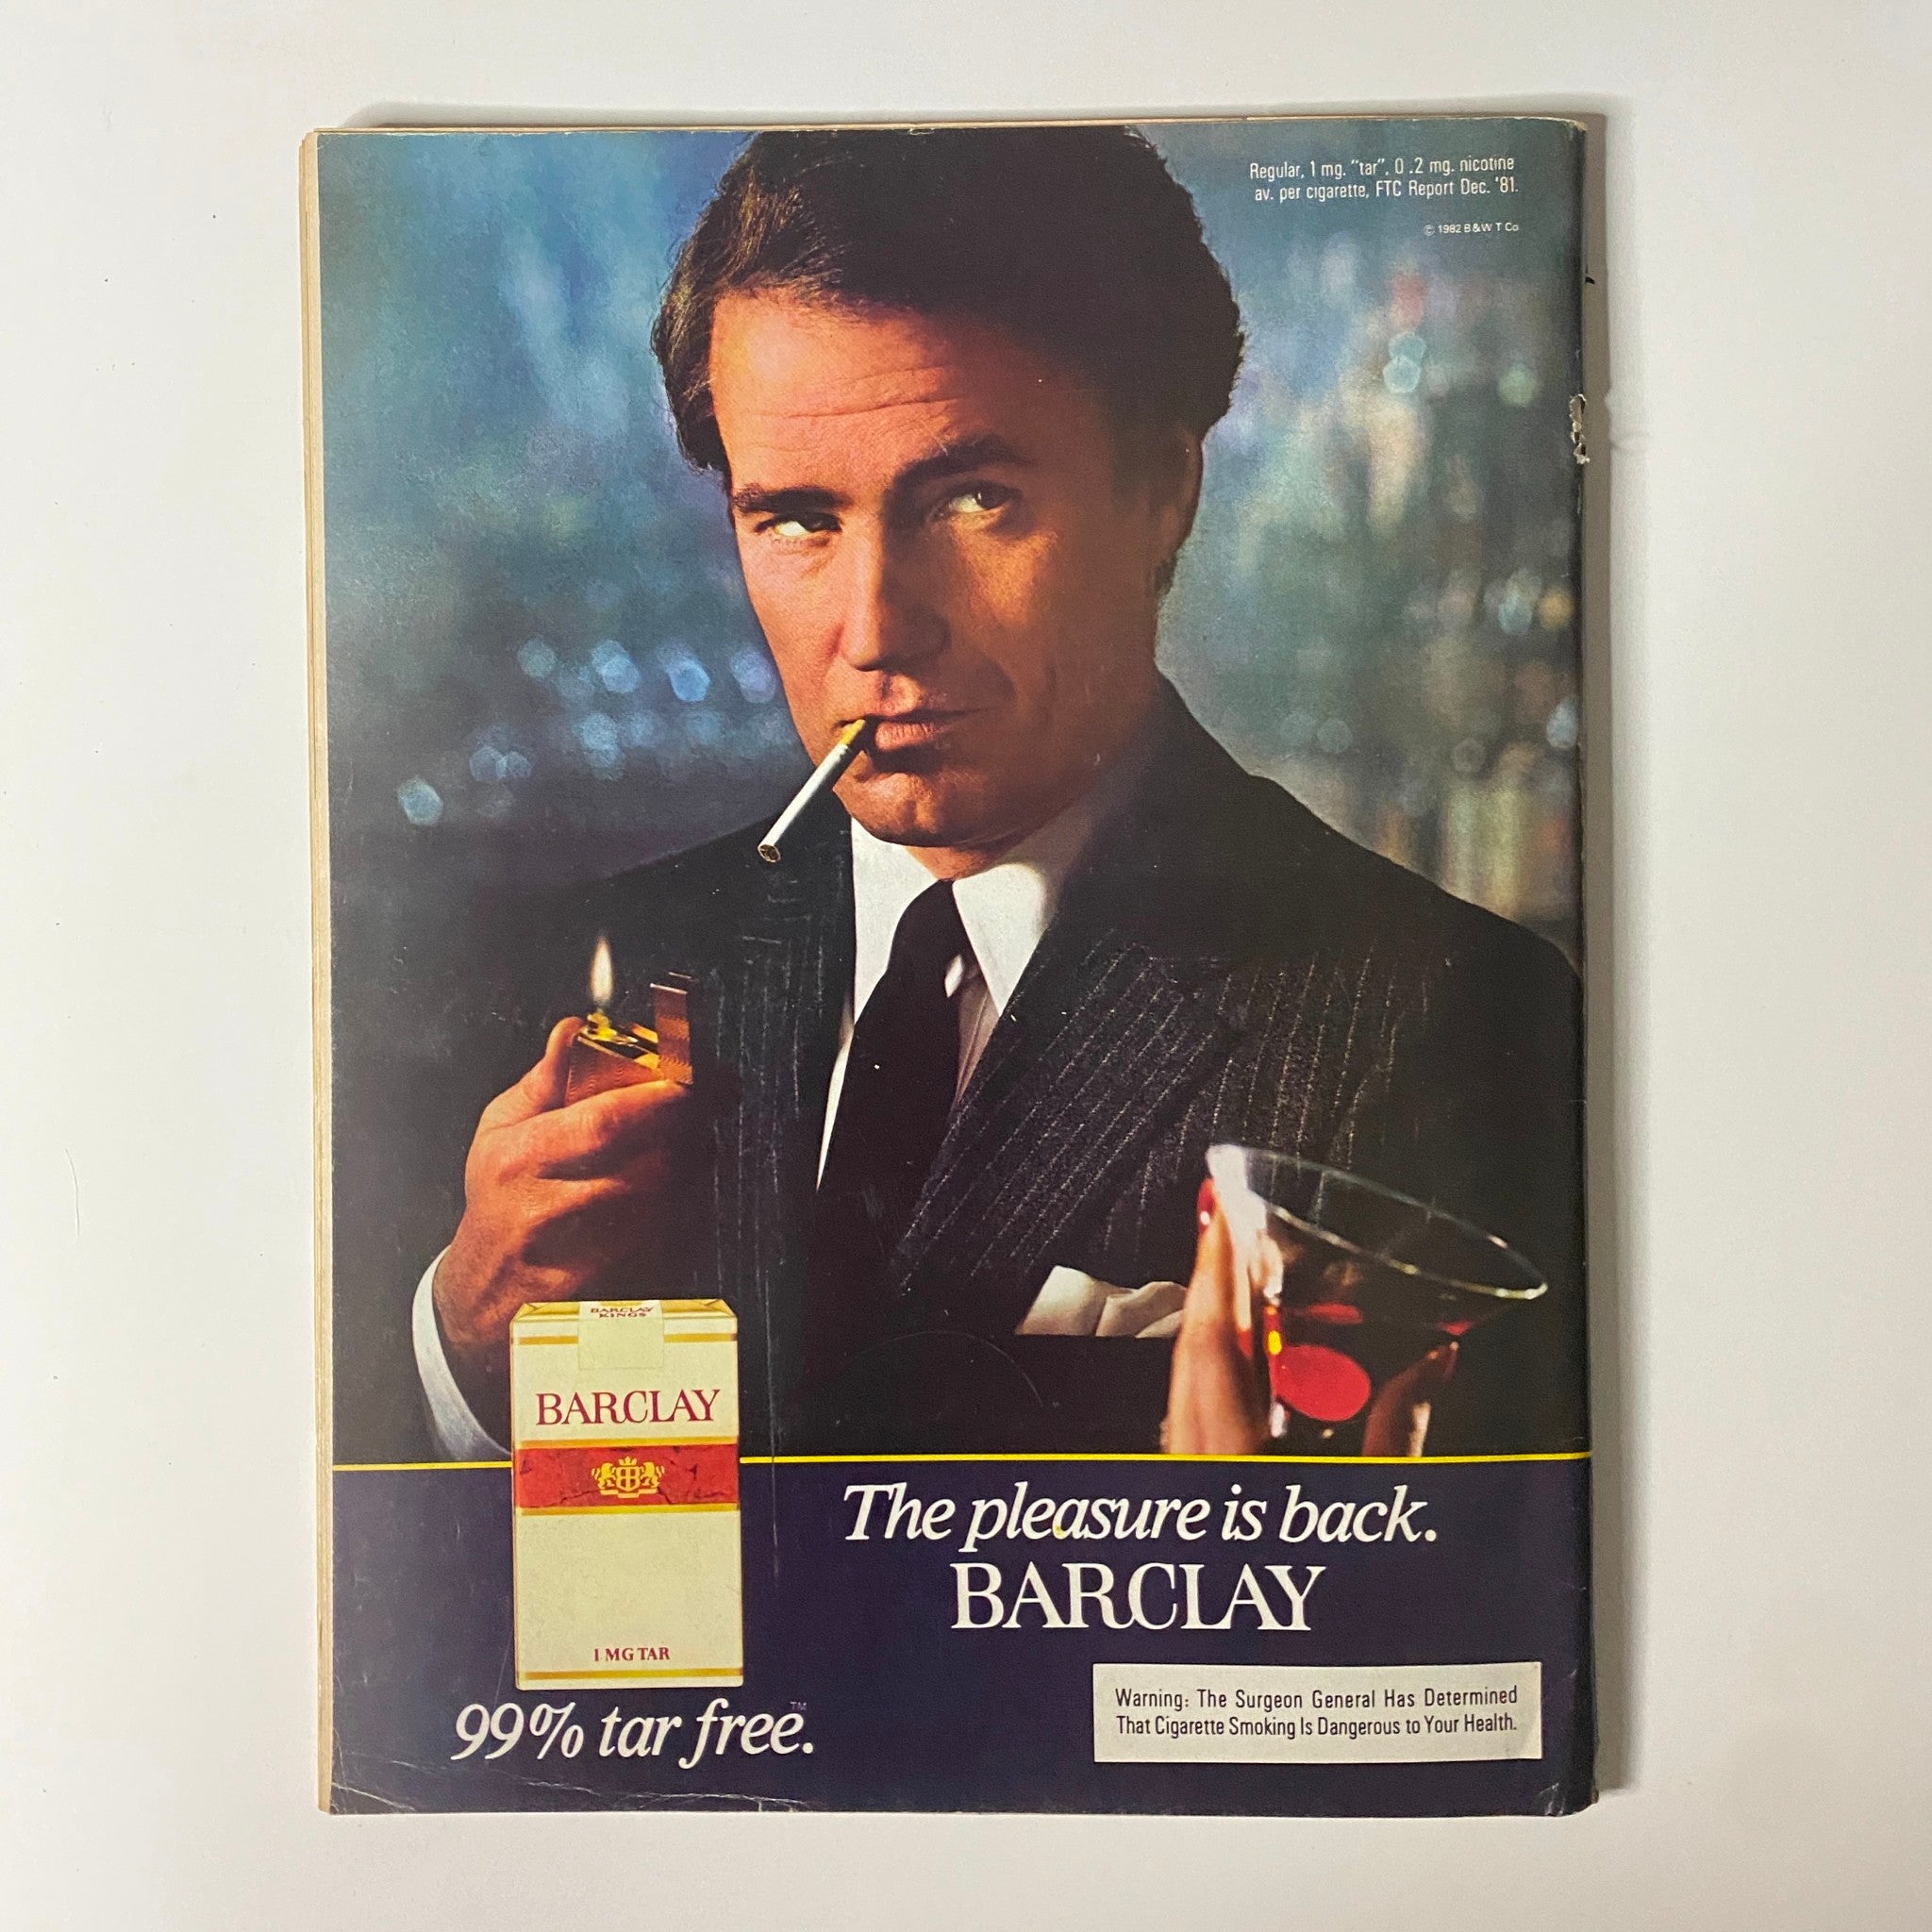 Regular, 1 mg. "tar", 0 .2 mg. nicotine
av. per cigarette, FTC Report Dec. '81.
© 1982 B&W T Co
BARCLAY
KINGS
BARCLAY
1 MG TAR
The pleasure is back.
BARCLAY
99% tar free.™
Warning: The Surgeon General Has Determined
That Cigarette Smoking Is Dangerous to Your Health.